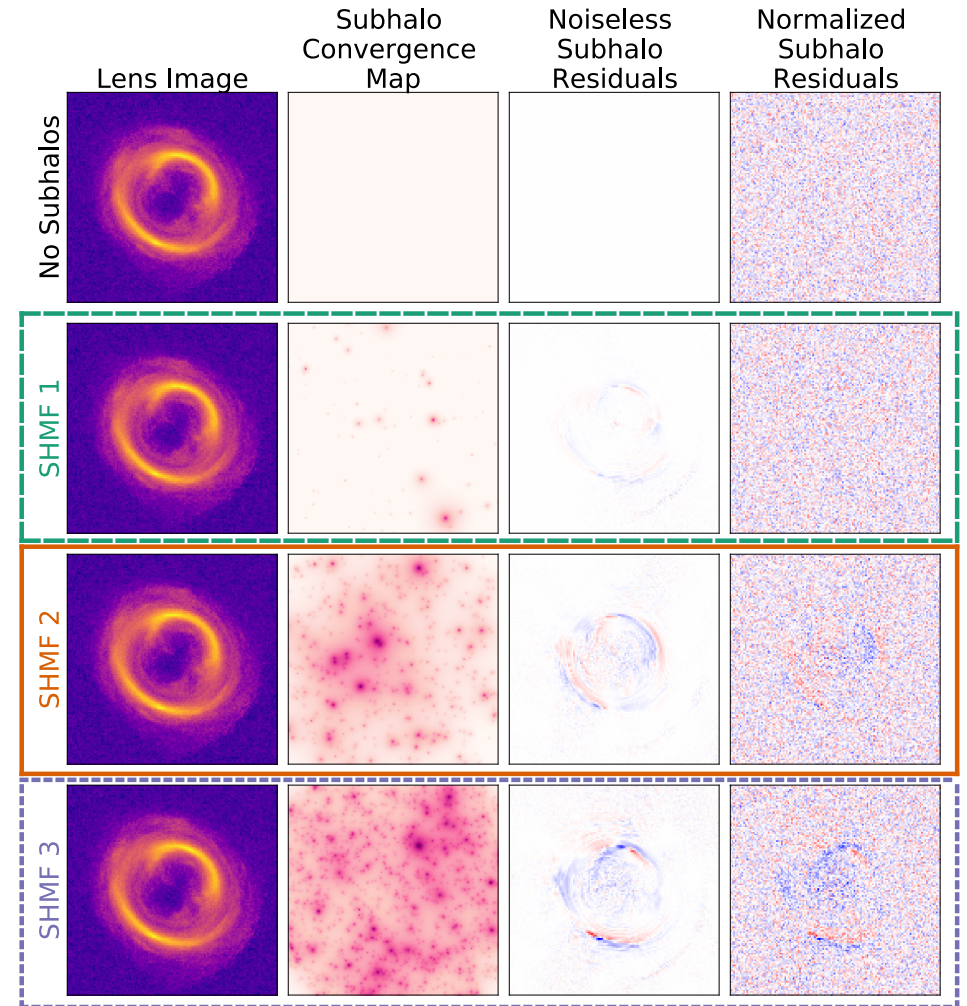 Lens Image
Subhalo
Convergence
Map
Noiseless
Subhalo
Residuals
Normalized
Subhalo
Residuals
No Subhalos
SHMF 1
SHMF 2
SHMF 3